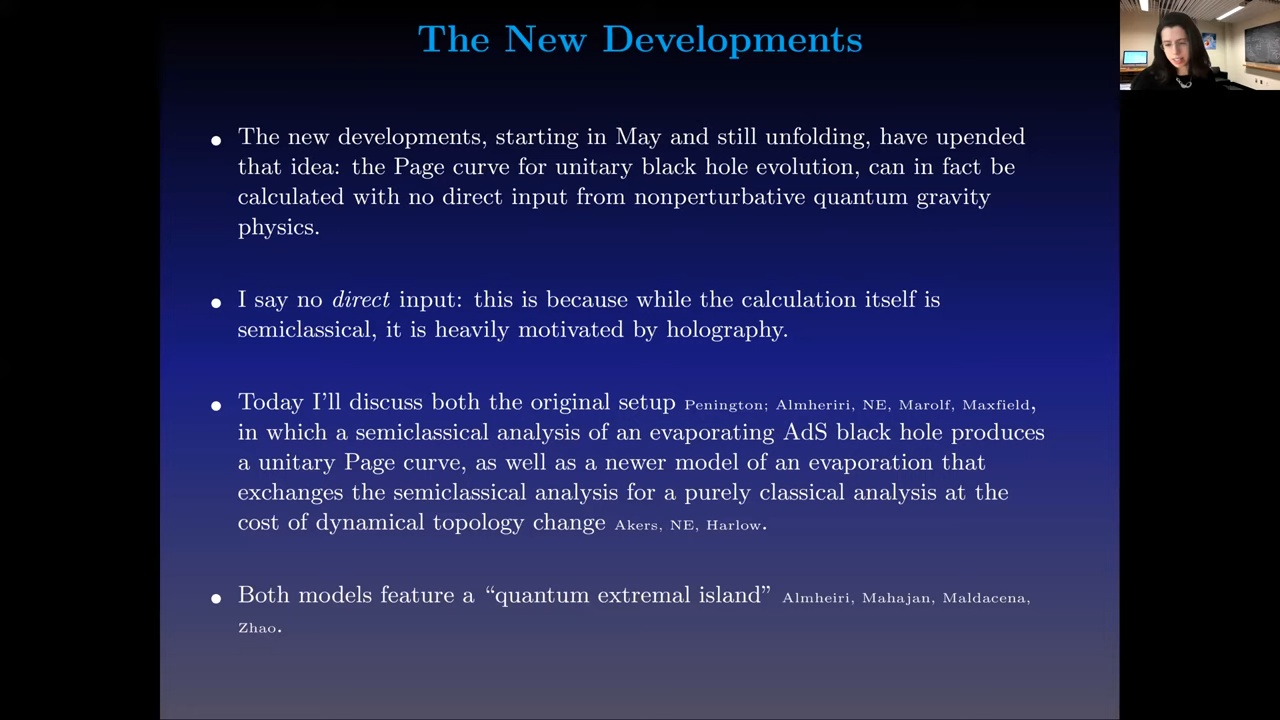 The New Developments
• The new developments, starting in May and still unfolding, have upended
that idea: the Page curve for unitary black hole evolution, can in fact be
calculated with no direct input from nonperturbative quantum gravity
physics.
• I say no direct input: this is because while the calculation itself is
semiclassical, it is heavily motivated by holography.
• Today I'll discuss both the original setup Penington; Almheriri, NE, Marolf, Maxfield,
in which a semiclassical analysis of an evaporating AdS black hole produces
a unitary Page curve, as well as a newer model of an evaporation that
exchanges the semiclassical analysis for a purely classical analysis at the
cost of dynamical topology change Akers, NE, Harlow.
• Both models feature a “quantum extremal island” Almheiri, Mahajan, Maldacena,
Zhao.